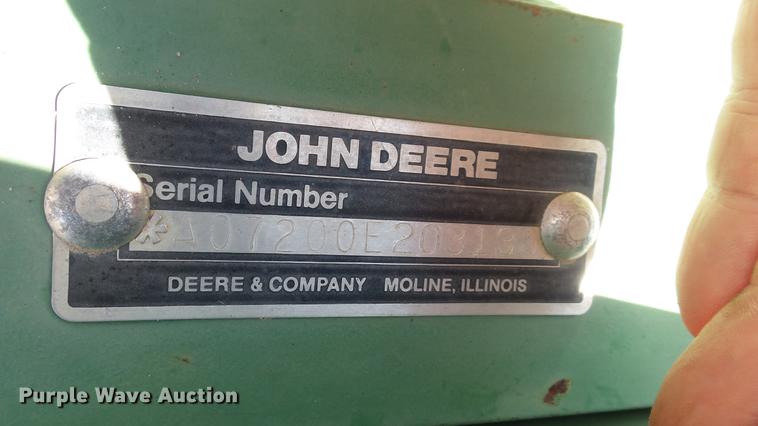 JOHN DEERE
Serial Number
DEERE & COMPANY MOLINE, ILLINOIS
Purple Wave Auction